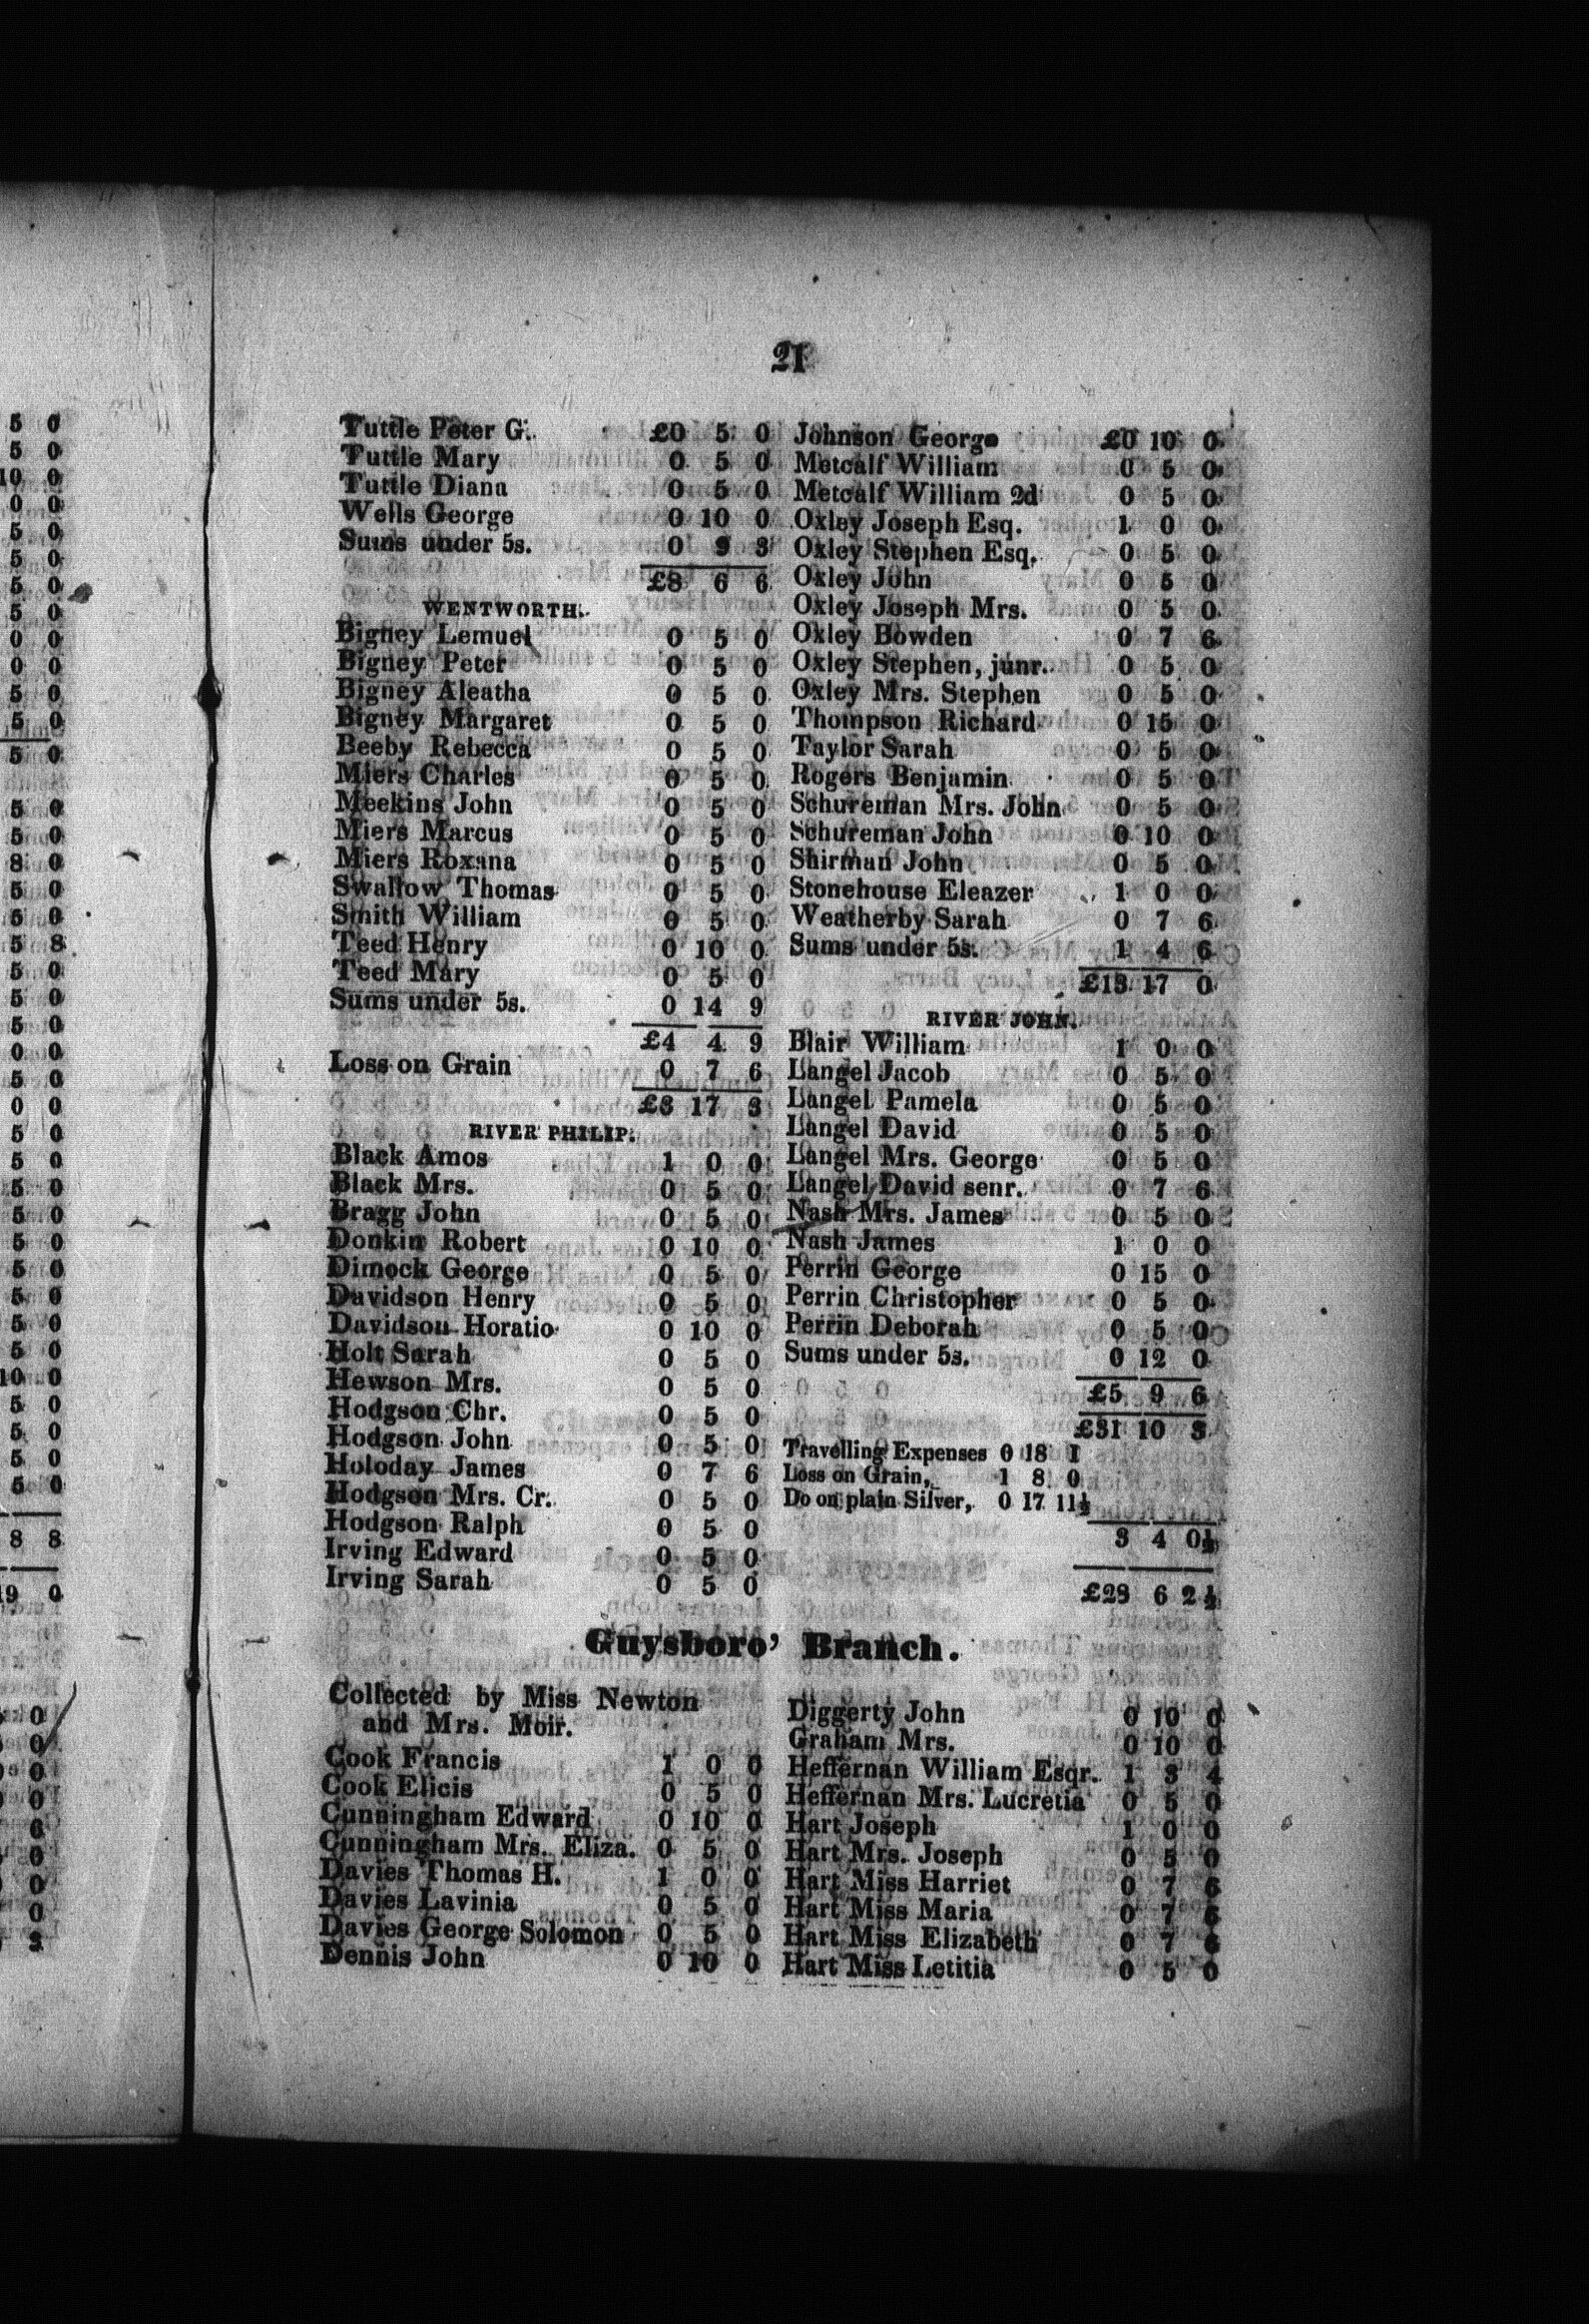 21
Tuttle Peter G. £0 5 0
Tuttle Mary 0 5 0
Tuttle Diana 0 5 0
Wells George 0 10 0
Sums under 5s. 0 9 3
£8 6 6
WENTWORTH.
Bigney Lemuel 0 5 0
Bigney Peter 0 5 0
Bigney Aleatha 0 5 0
Bigney Margaret 0 5 0
Beeby Rebecca 0 5 0
Miers Charles 0 5 0
Meekins John 0 5 0
Miers Marcus 0 5 0
Miers Roxana 0 5 0
Swallow Thomas 0 5 0
Smith William 0 5 0
Teed Henry 0 10 0
Teed Mary 0 5 0
Sums under 5s. 0 14 9
£4 4 9
Loss on Grain 0 7 6
£3 17 3
RIVER PHILIP.
Black Amos 1 0 0
Black Mrs. 0 5 0
Bragg John 0 5 0
Donkin Robert 0 10 0
Dimock George 0 5 0
Davidson Henry 0 5 0
Davidson Horatio 0 10 0
Holt Sarah 0 5 0
Hewson Mrs. 0 5 0
Hodgson Chr. 0 5 0
Hodgson John 0 5 0
Holoday James 0 7 6
Hodgson Mrs. Cr. 0 5 0
Hodgson Ralph 0 5 0
Irving Edward 0 5 0
Irving Sarah 0 5 0
Johnson George £0 10 0
Metcalf William 0 5 0
Metcalf William 2d 0 5 0
Oxley Joseph Esq. 1 0 0
Oxley Stephen Esq. 0 5 0
Oxley John 0 5 0
Oxley Joseph Mrs. 0 5 0
Oxley Bowden 0 7 6
Oxley Stephen, junr. 0 5 0
Oxley Mrs. Stephen 0 5 0
Thompson Richard 0 15 0
Taylor Sarah 0 5 0
Rogers Benjamin 0 5 0
Schureman Mrs. John 0 5 0
Schureman John 0 10 0
Shirman John 0 5 0
Stonehouse Eleazer 1 0 0
Weatherby Sarah 0 7 6
Sums under 5s. 1 4 6
£13 17 0
RIVER JOHN.
Blair William 1 0 0
Langel Jacob 0 5 0
Langel Pamela 0 5 0
Langel David 0 5 0
Langel Mrs. George 0 5 0
Langel David senr. 0 7 6
Nash Mrs. James 0 5 0
Nash James 1 0 0
Perrin George 0 15 0
Perrin Christopher 0 5 0
Perrin Deborah 0 5 0
Sums under 5s. 0 12 0
£5 9 6
£31 10 3
Travelling Expenses 0 18 1
Loss on Grain, 1 8 0
Do on plain Silver, 0 17 11½
3 4 0½
£28 6 2½
Guysboro' Branch.
Collected by Miss Newton
and Mrs. Moir.
Cook Francis 1 0 0
Cook Elicis 0 5 0
Cunningham Edward 0 10 0
Cunningham Mrs. Eliza. 0 5 0
Davies Thomas H. 1 0 0
Davies Lavinia 0 5 0
Davies George Solomon 0 5 0
Dennis John 0 10 0
Diggerty John 0 10 0
Graham Mrs. 0 10 0
Heffernan William Esqr. 1 3 4
Heffernan Mrs. Lucretia 0 5 0
Hart Joseph 1 0 0
Hart Mrs. Joseph 0 5 0
Hart Miss Harriet 0 7 6
Hart Miss Maria 0 7 6
Hart Miss Elizabeth 0 7 6
Hart Miss Letitia 0 5 0